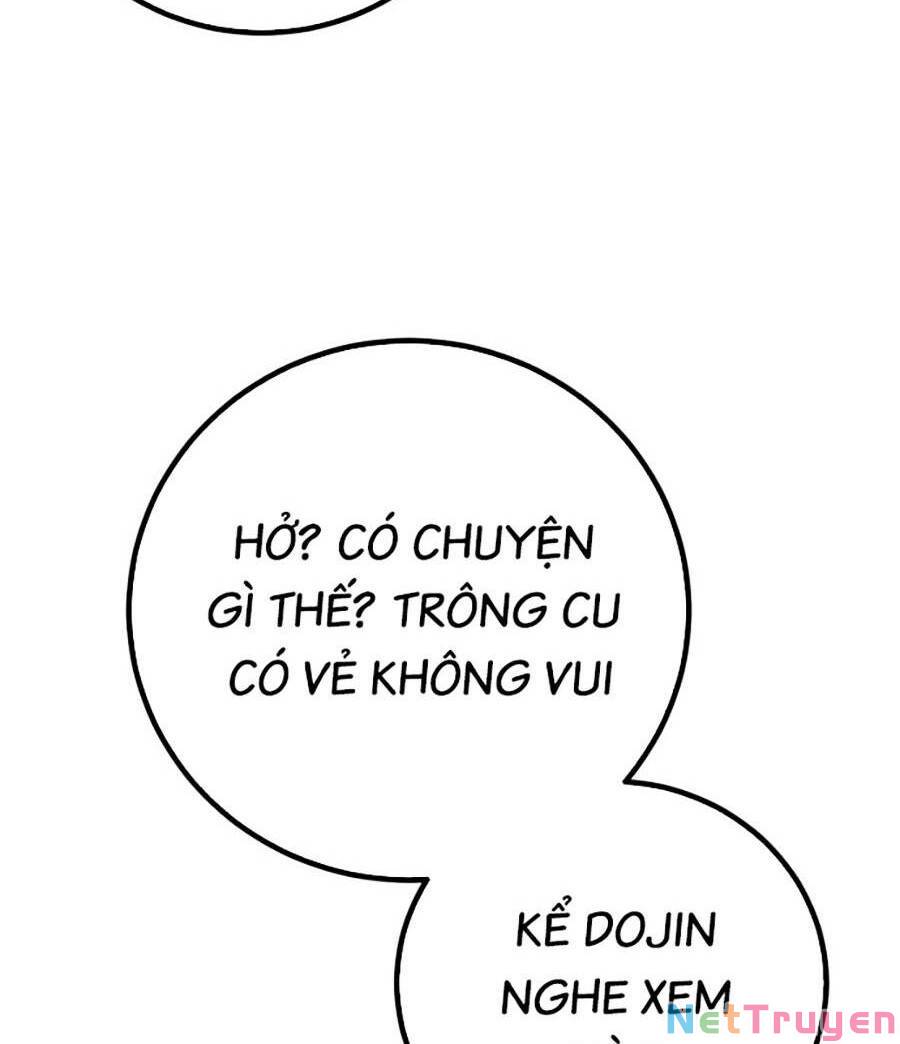 HỞ? CÓ CHUYỆN
GÌ THẾ? TRÔNG CU
CÓ VẺ KHÔNG VUI
KỂ DOJIN
NGHE XEM
NetTruyen